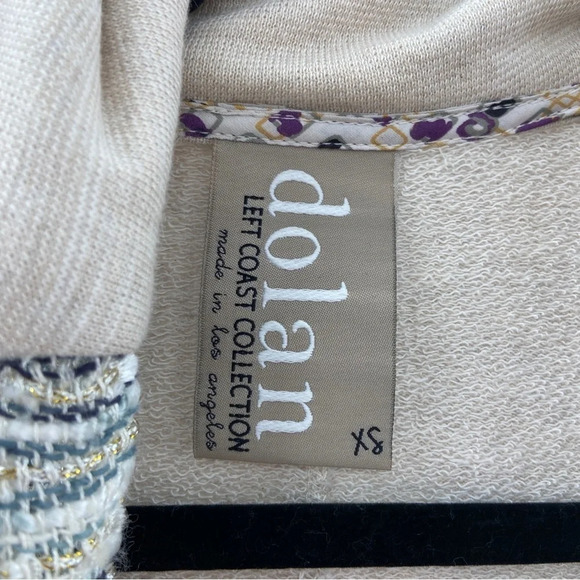 dolan
LEFT COAST COLLECTION
made in los angeles
XS